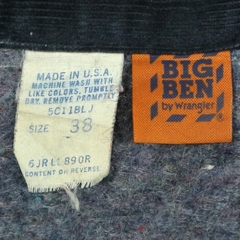 MADE IN U.S.A.
MACHINE WASH WITH
LIKE COLORS, TUMBLE
DRY, REMOVE PROMPTLY
5C118LJ
SIZE 38
CONTENT ON REVERSE
BIG
BEN
by Wrangler